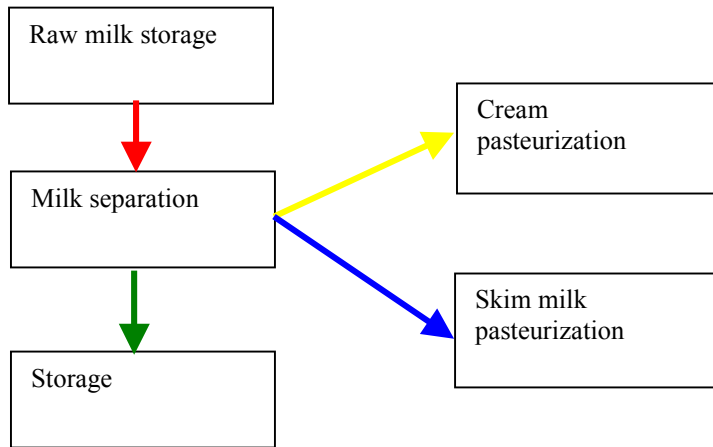 Raw milk storage
Cream
pasteurization
Milk separation
Skim milk
pasteurization
Storage